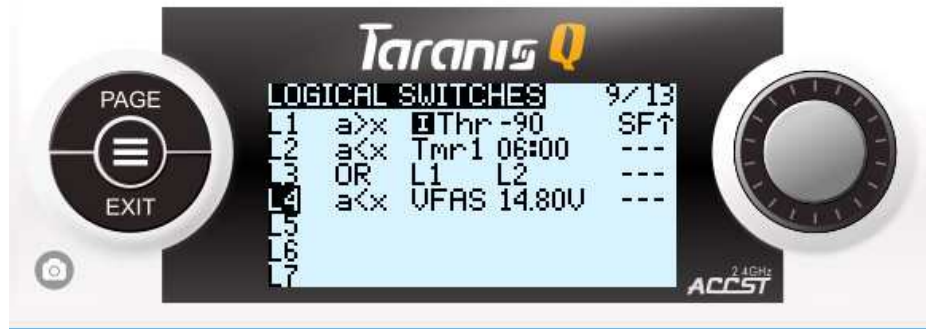 Taranis Q
PAGE
EXIT
LOGICAL SWITCHES 9/13
L1 a>x IThr -90 SF↑
L2 a<x Tmr1 06:00 ---
L3 OR L1 L2 ---
L4 a<x VFAS 14.80V ---
L5
L6
L7
2.4GHz
ACCST